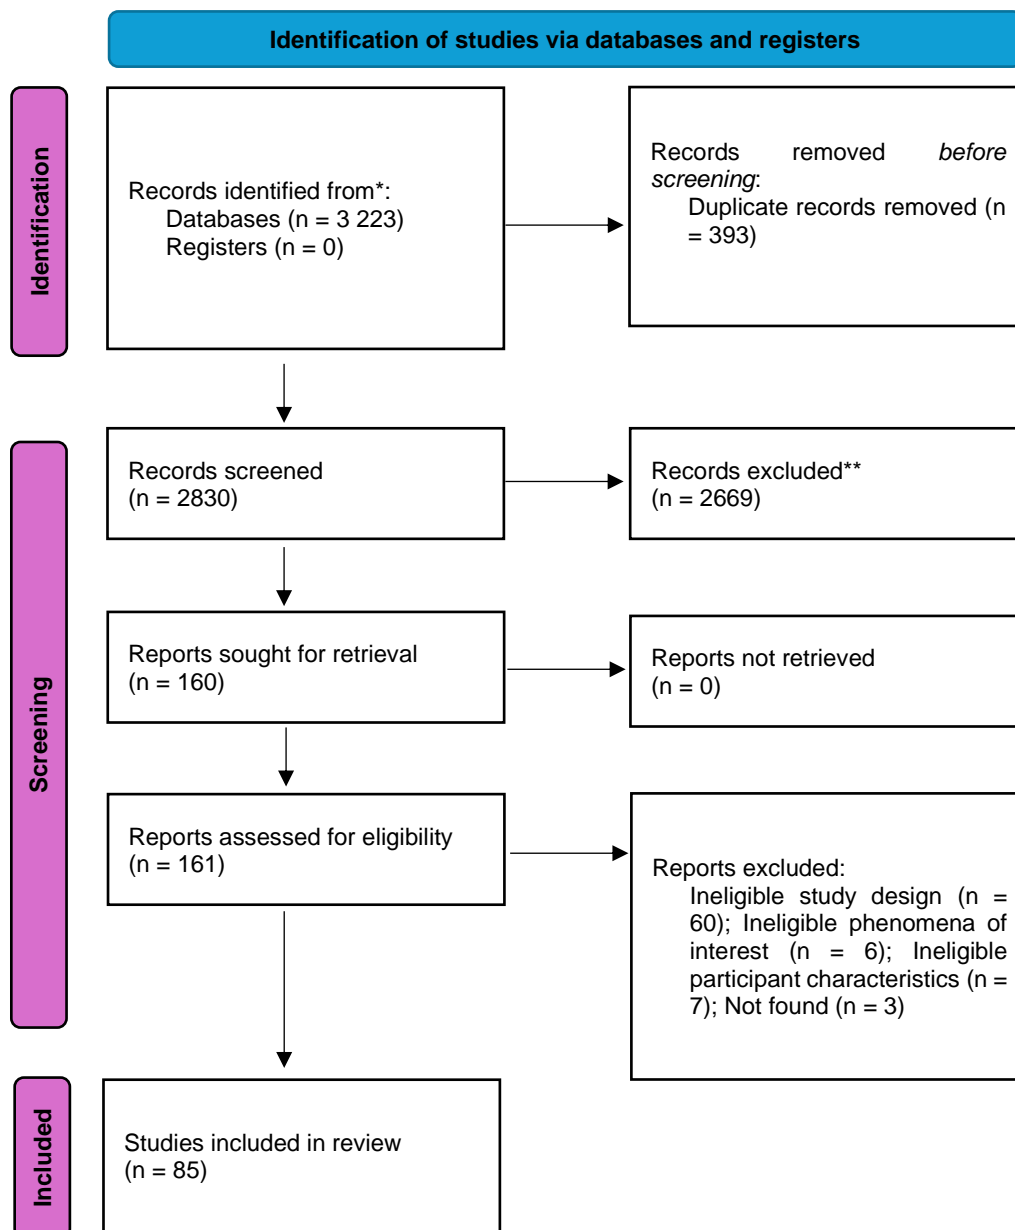 Identification of studies via databases and registers
Identification
Records identified from*:
Databases (n = 3 223)
Registers (n = 0)
Records removed before
screening:
Duplicate records removed (n
= 393)
Screening
Records screened
(n = 2830)
Records excluded**
(n = 2669)
Reports sought for retrieval
(n = 160)
Reports not retrieved
(n = 0)
Reports assessed for eligibility
(n = 161)
Reports excluded:
Ineligible study design (n =
60); Ineligible phenomena of
interest (n = 6); Ineligible
participant characteristics (n =
7); Not found (n = 3)
Included
Studies included in review
(n = 85)